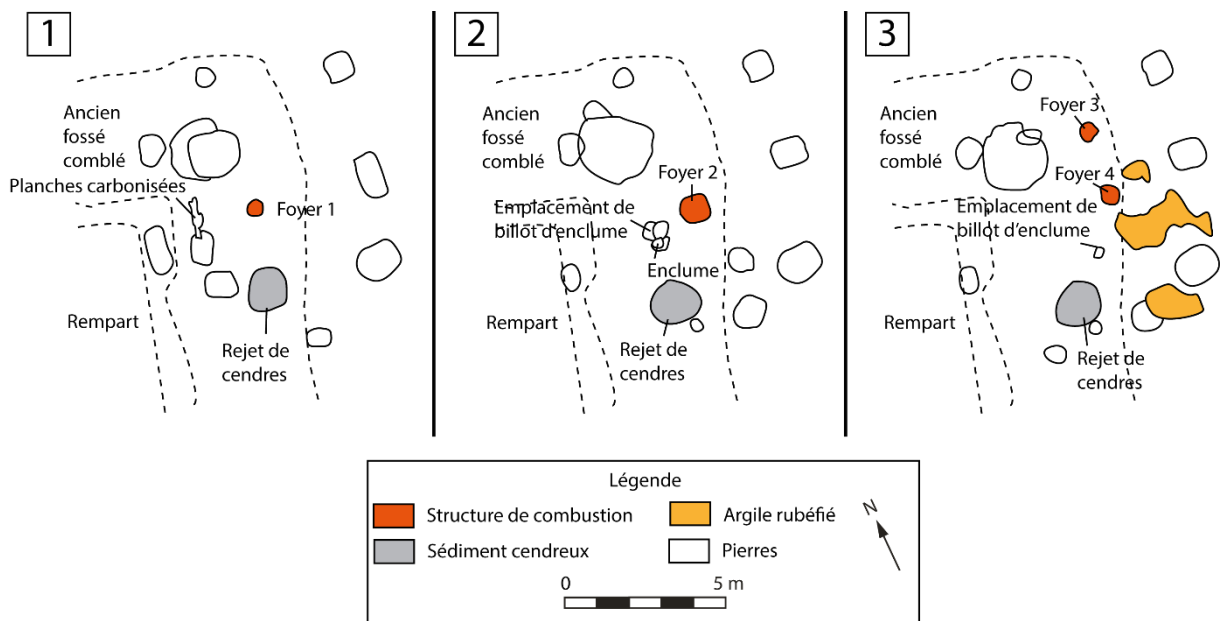 1
Ancien
fossé
comblé
Planches carbonisées
Foyer 1
Rempart
Rejet de
cendres
2
Ancien
fossé
comblé
Foyer 2
Emplacement de
billot d'enclume
Enclume
Rempart
Rejet de
cendres
3
Foyer 3
Ancien
fossé
comblé
Foyer 4
Emplacement de
billot d'enclume
Rempart
Rejet de
cendres
Légende
Structure de combustion
Argile rubéfié
Sédiment cendreux
Pierres
N
0 5 m